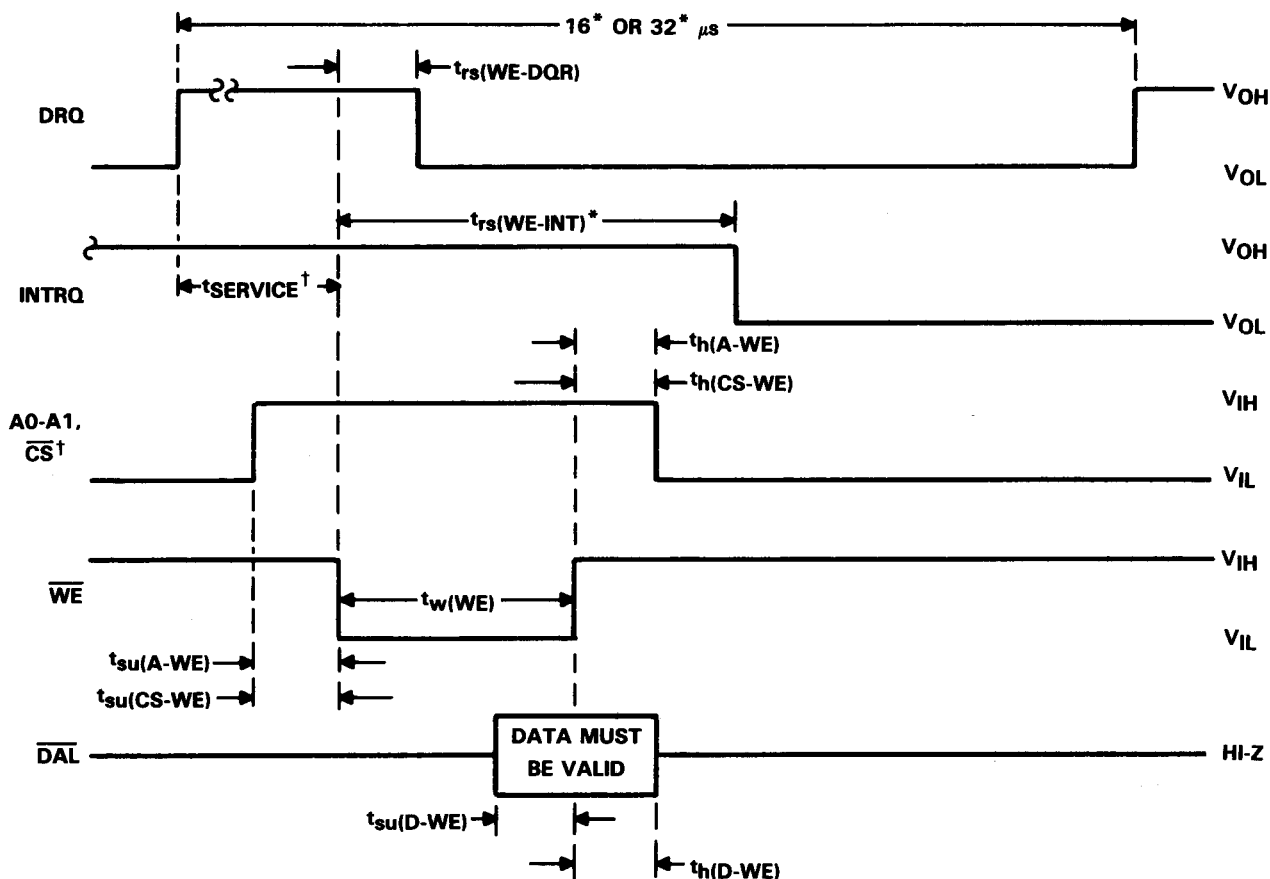 16* OR 32* μs
trs(WE-DQR)
DRQ
VOH
VOL
trs(WE-INT)*
VOH
INTRQ
tSERVICE†
VOL
th(A-WE)
th(CS-WE)
A0-A1,
CS†
VIH
VIL
WE
VIH
tw(WE)
VIL
tsu(A-WE)
tsu(CS-WE)
DAL
DATA MUST
BE VALID
HI-Z
tsu(D-WE)
th(D-WE)